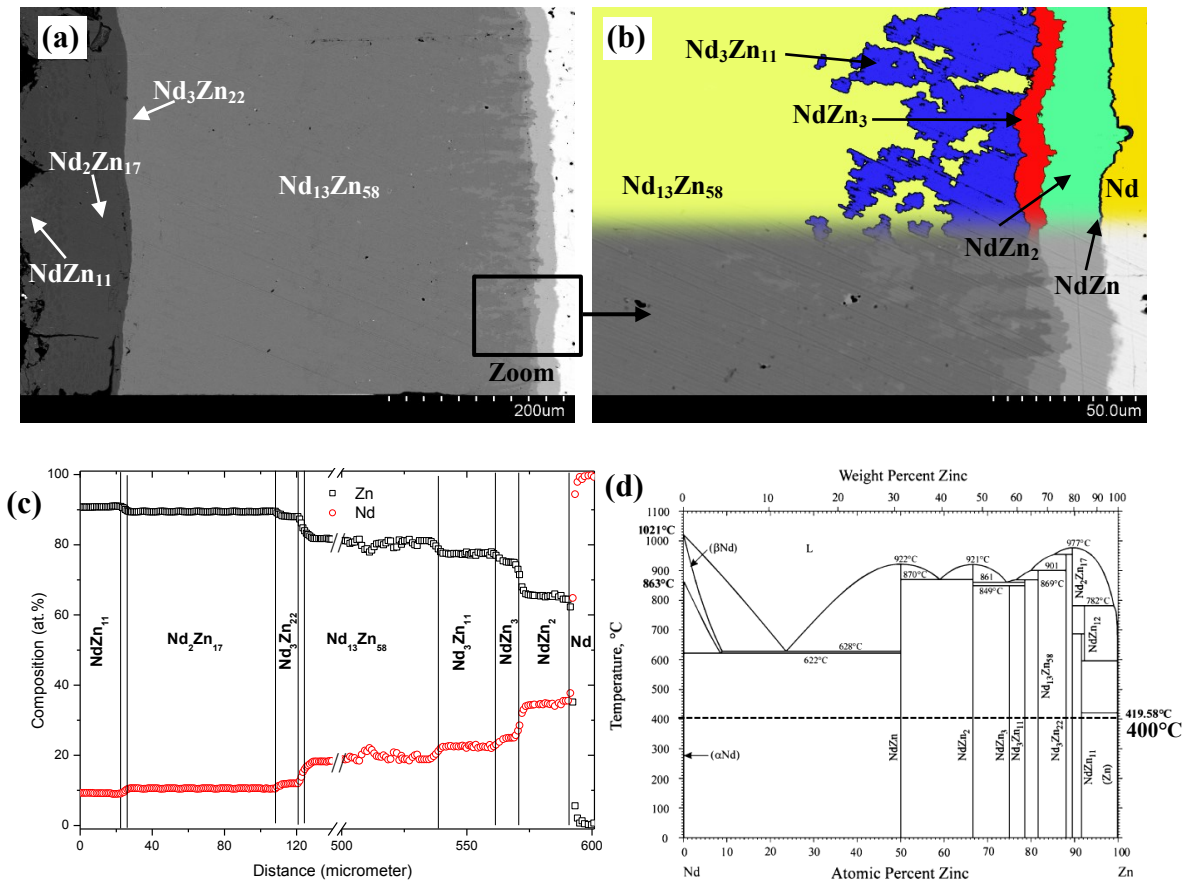 (a)
Nd3Zn22
Nd2Zn17
Nd13Zn58
NdZn11
Zoom
200um
(b)
Nd3Zn11
NdZn3
Nd13Zn58
Nd
NdZn2
NdZn
50.0um
(c)
Composition (at.%)
100
80
60
40
20
0
Zn
Nd
NdZn11
Nd2Zn17
Nd3Zn22
Nd13Zn58
Nd3Zn11
NdZn3
NdZn2
Nd
0 40 80 120 500 550 600
Distance (micrometer)
(d)
Weight Percent Zinc
0 10 20 30 40 50 60 70 80 90 100
Temperature, °C
1100
1000
900
800
700
600
500
400
300
200
100
0
1021°C
(βNd)
863°C
L
922°C
870°C
921°C
861
849°C
901
869°C
977°C
782°C
628°C
622°C
Nd2Zn17
NdZn12
Nd13Zn58
419.58°C
400°C
(αNd)
NdZn
NdZn2
NdZn3
Nd3Zn11
Nd3Zn22
NdZn11
(Zn)
0 10 20 30 40 50 60 70 80 90 100
Nd Atomic Percent Zinc Zn